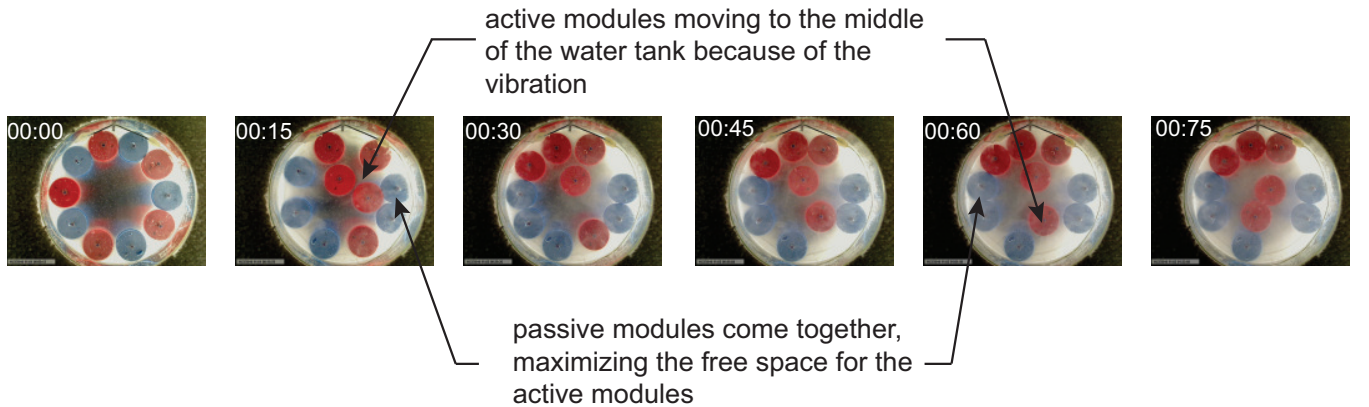 active modules moving to the middle
of the water tank because of the
vibration
00:00
00:15
00:30
00:45
00:60
00:75
passive modules come together,
maximizing the free space for the
active modules